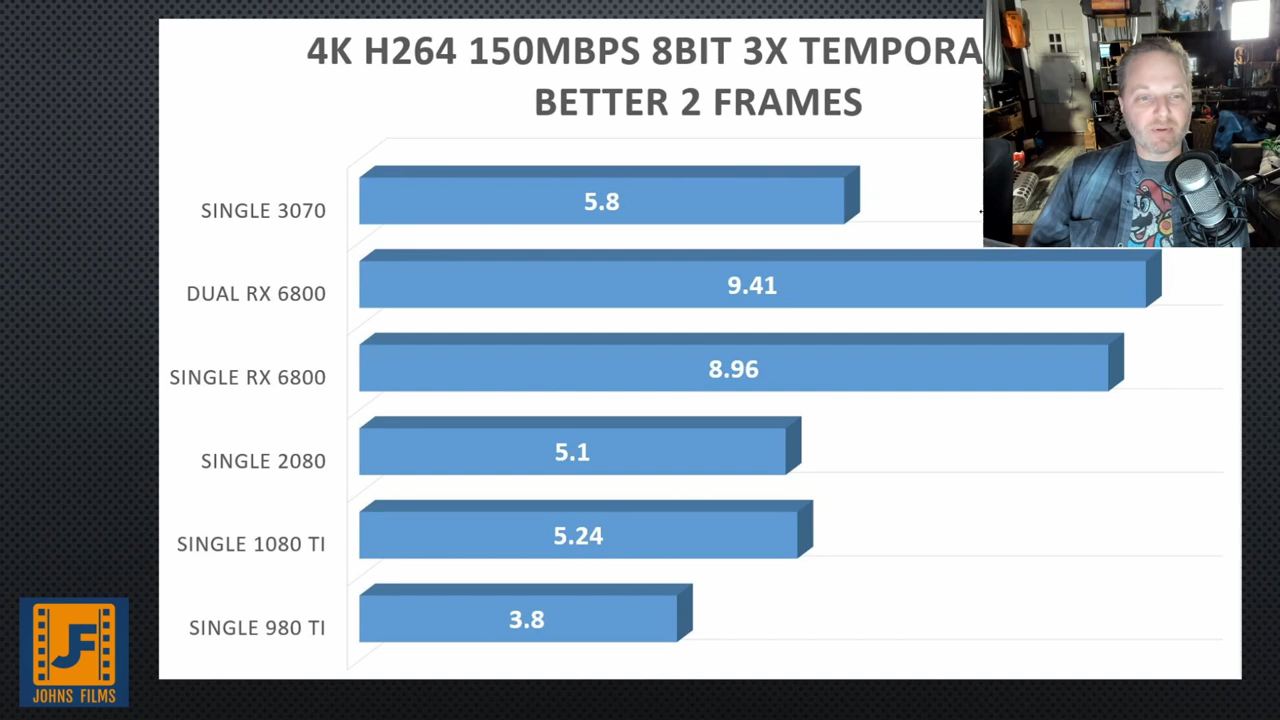 4K H264 150MBPS 8BIT 3X TEMPORA
BETTER 2 FRAMES
SINGLE 3070
5.8
DUAL RX 6800
9.41
SINGLE RX 6800
8.96
SINGLE 2080
5.1
SINGLE 1080 TI
5.24
SINGLE 980 TI
3.8
JF
JOHNS FILMS